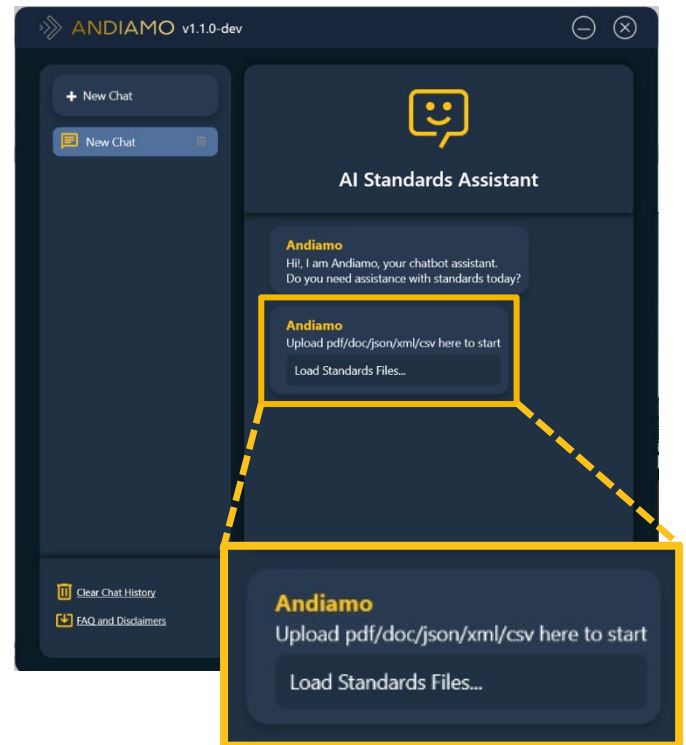 ANDIAMO v1.1.0-dev
+ New Chat
New Chat
AI Standards Assistant
Andiamo
Hi!, I am Andiamo, your chatbot assistant.
Do you need assistance with standards today?
Andiamo
Upload pdf/doc/json/xml/csv here to start
Load Standards Files...
Clear Chat History
FAQ and Disclaimers
Andiamo
Upload pdf/doc/json/xml/csv here to start
Load Standards Files...